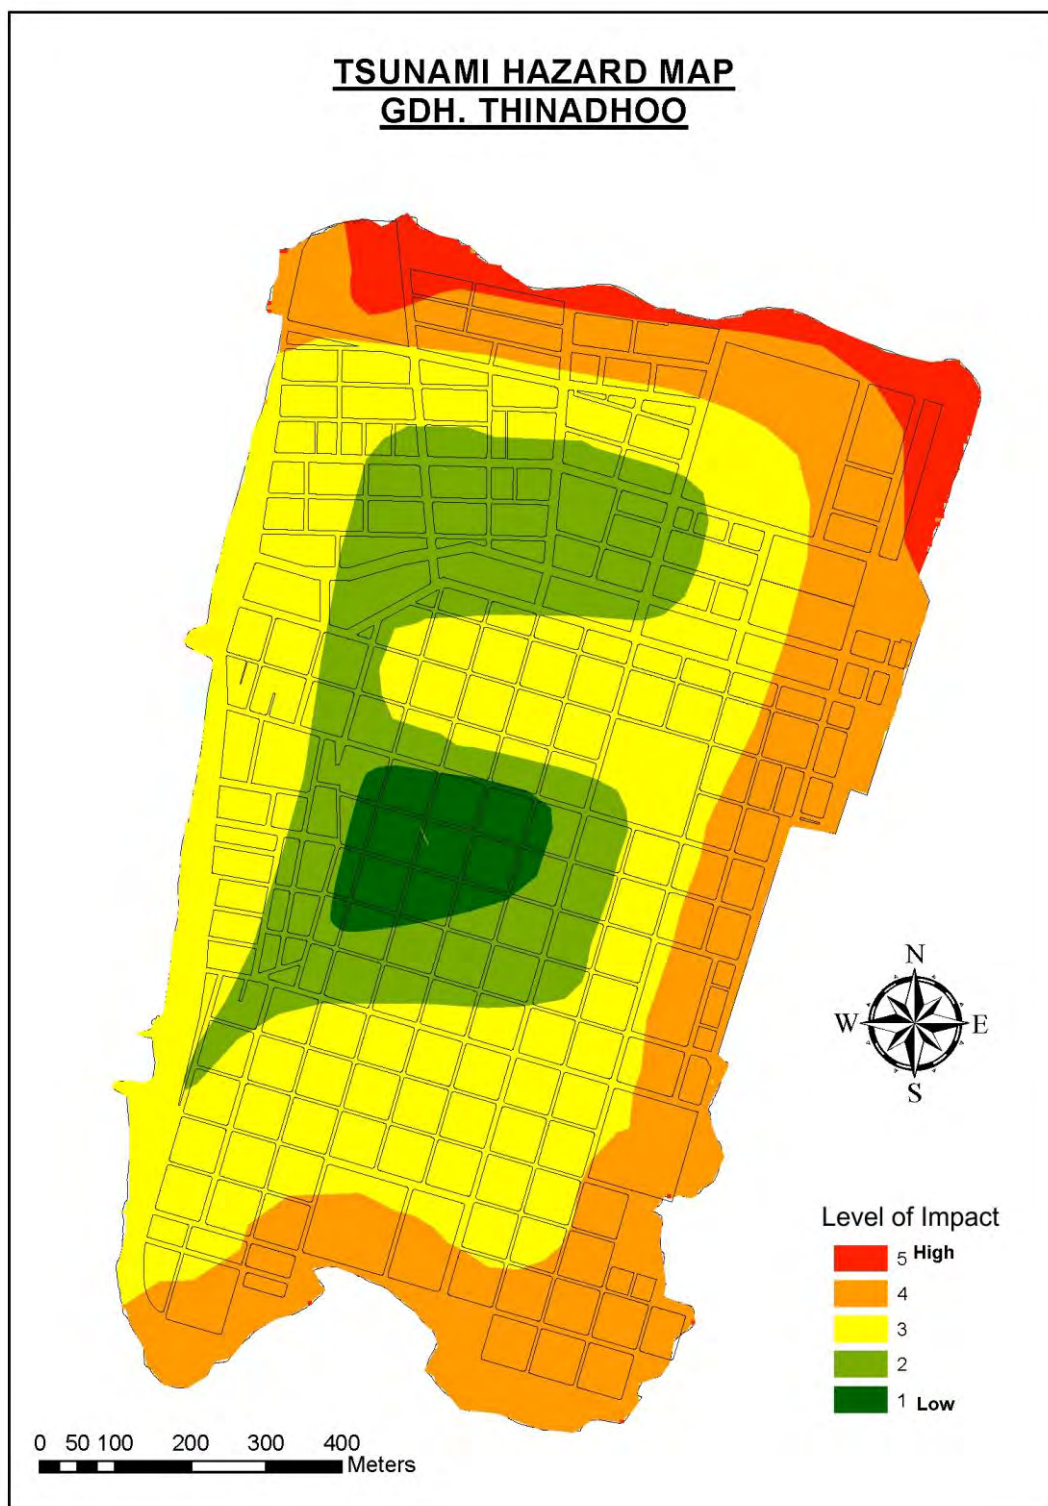 TSUNAMI HAZARD MAP
GDH. THINADHOO
N
W E
S
Level of Impact
5 High
4
3
2
1 Low
0 50 100 200 300 400
Meters